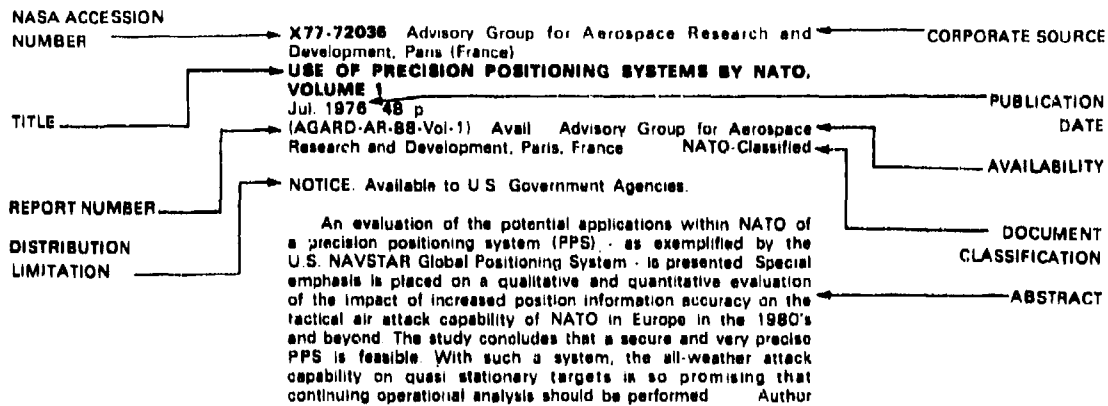 NASA ACCESSION
NUMBER
X77-72036 Advisory Group for Aerospace Research and
Development, Paris (France)
CORPORATE SOURCE
USE OF PRECISION POSITIONING SYSTEMS BY NATO,
VOLUME 1
TITLE
Jul. 1976 48 p
PUBLICATION
DATE
(AGARD-AR-88-Vol-1) Avail Advisory Group for Aerospace
Research and Development, Paris, France NATO-Classified
AVAILABILITY
NOTICE. Available to U S Government Agencies.
REPORT NUMBER
DISTRIBUTION
LIMITATION
DOCUMENT
CLASSIFICATION
An evaluation of the potential applications within NATO of
a precision positioning system (PPS) - as exemplified by the
U.S. NAVSTAR Global Positioning System - is presented Special
emphasis is placed on a qualitative and quantitative evaluation
of the impact of increased position information accuracy on the
tactical air attack capability of NATO in Europe in the 1980's
and beyond. The study concludes that a secure and very precise
PPS is feasible. With such a system, the all-weather attack
capability on quasi stationary targets is so promising that
continuing operational analysis should be performed Author
ABSTRACT